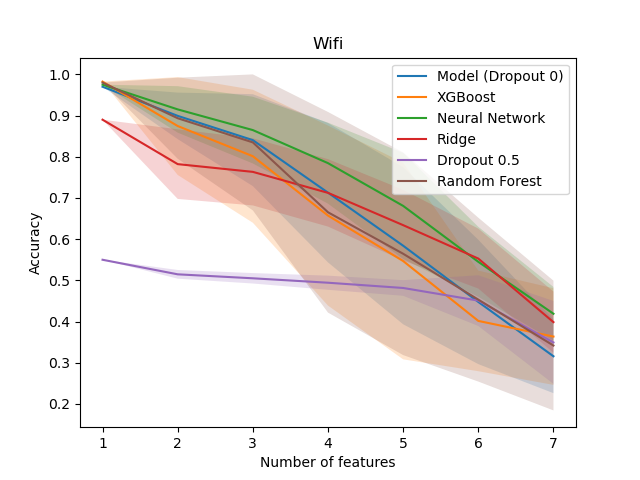 Wifi
Model (Dropout 0)
XGBoost
Neural Network
Ridge
Dropout 0.5
Random Forest
Accuracy
1.0
0.9
0.8
0.7
0.6
0.5
0.4
0.3
0.2
1 2 3 4 5 6 7
Number of features